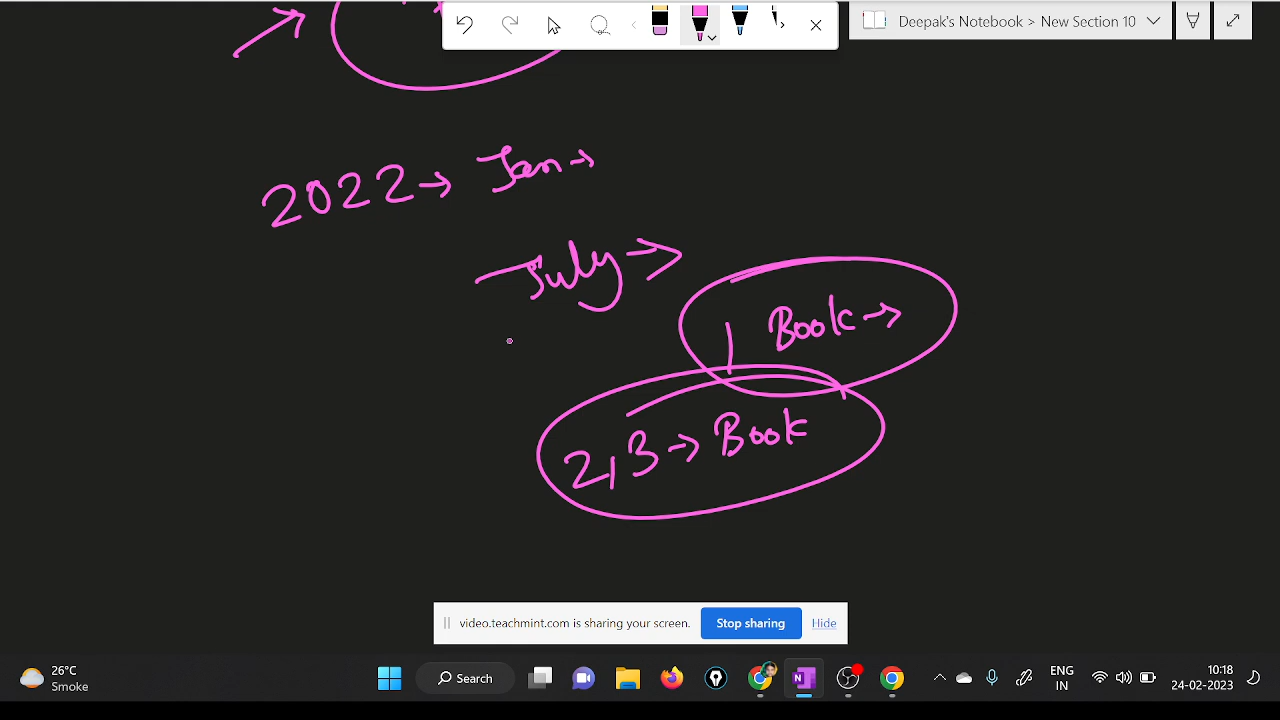 Deepak's Notebook > New Section 10
2022 → Jan →
July →
1 Book →
2,3 → Book
video.teachmint.com is sharing your screen.
Stop sharing
Hide
26°C
Smoke
Search
ENG
IN
10:18
24-02-2023